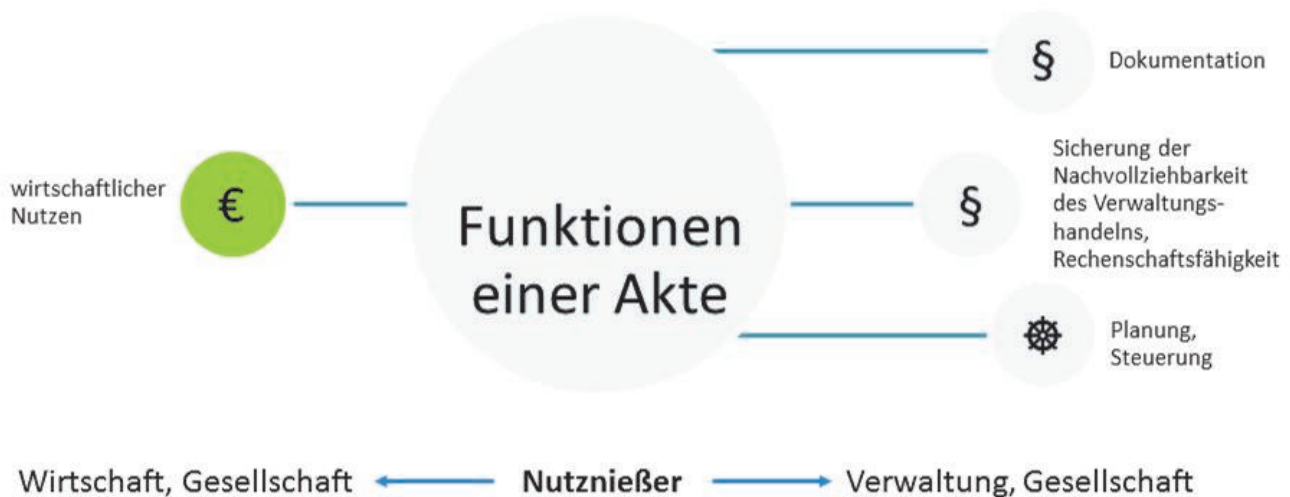 § Dokumentation
wirtschaftlicher
Nutzen
€
Funktionen
einer Akte
§
Sicherung der
Nachvollziehbarkeit
des Verwaltungs-
handelns,
Rechenschaftsfähigkeit
Planung,
Steuerung
Wirtschaft, Gesellschaft Nutznießer Verwaltung, Gesellschaft